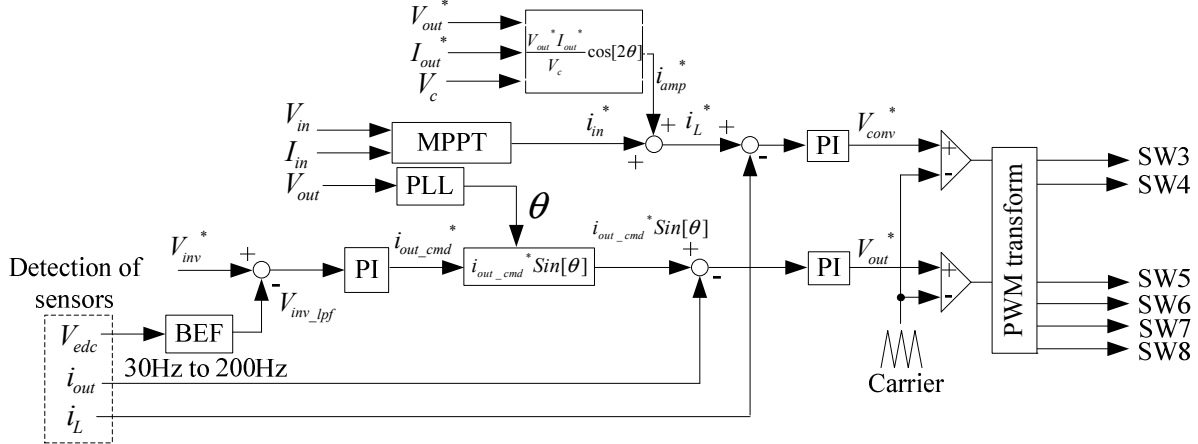 V_out^*
I_out^*
V_c
V_out^* I_out^* / V_c cos[2θ]
i_amp^*
V_in
I_in
MPPT
i_in^*
+
+
i_L^*
+
-
PI
V_conv^*
+
-
SW3
SW4
V_out
PLL
θ
V_inv^*
+
-
PI
i_out_cmd^*
i_out_cmd^* Sin[θ]
i_out_cmd^* Sin[θ]
+
-
PI
V_out^*
+
-
PWM transform
SW5
SW6
SW7
SW8
Detection of
sensors
V_inv_lpf
V_edc
BEF
30Hz to 200Hz
i_out
i_L
Carrier